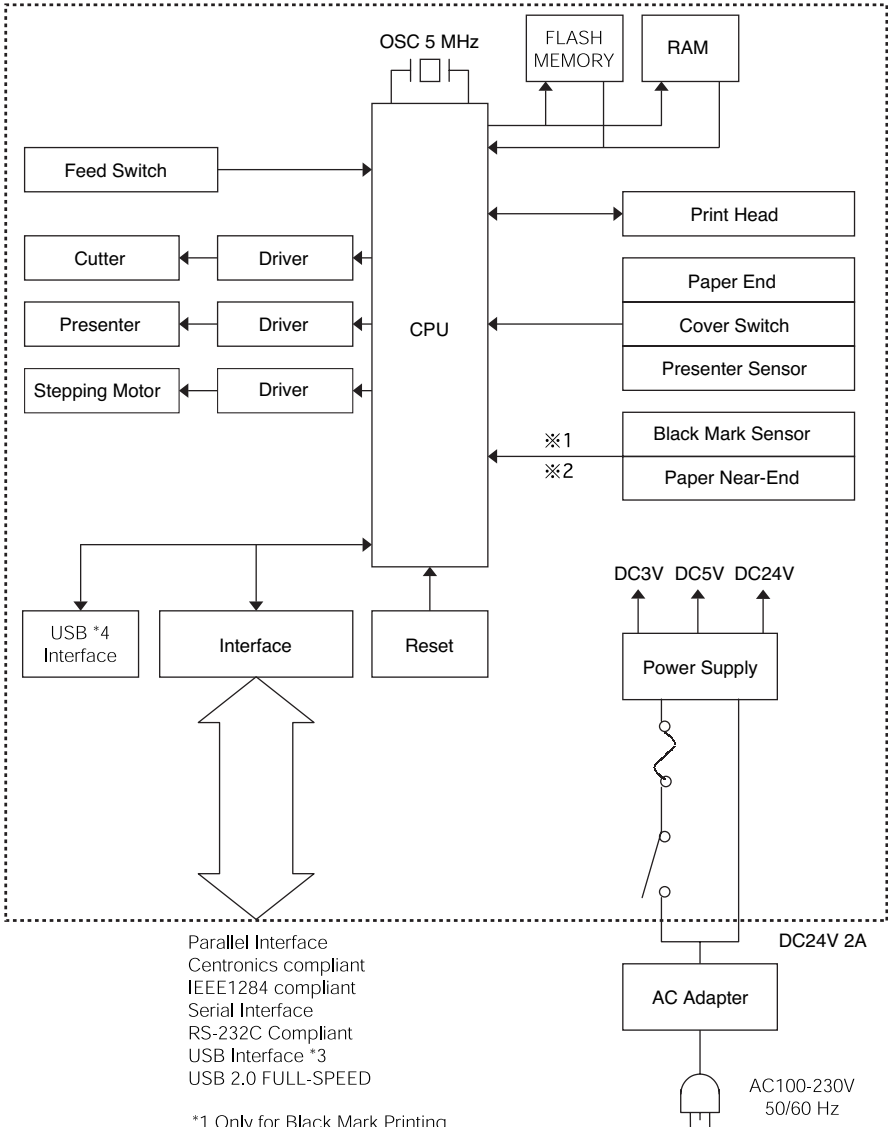 OSC 5 MHz
FLASH
MEMORY
RAM
Feed Switch
Print Head
Cutter
Driver
Paper End
Presenter
Driver
CPU
Cover Switch
Presenter Sensor
Stepping Motor
Driver
※1
Black Mark Sensor
※2
Paper Near-End
DC3V DC5V DC24V
USB *4
Interface
Interface
Reset
Power Supply
DC24V 2A
Parallel Interface
Centronics compliant
IEEE1284 compliant
Serial Interface
RS-232C Compliant
USB Interface *3
USB 2.0 FULL-SPEED
AC Adapter
AC100-230V
50/60 Hz
*1 Only for Black Mark Printing